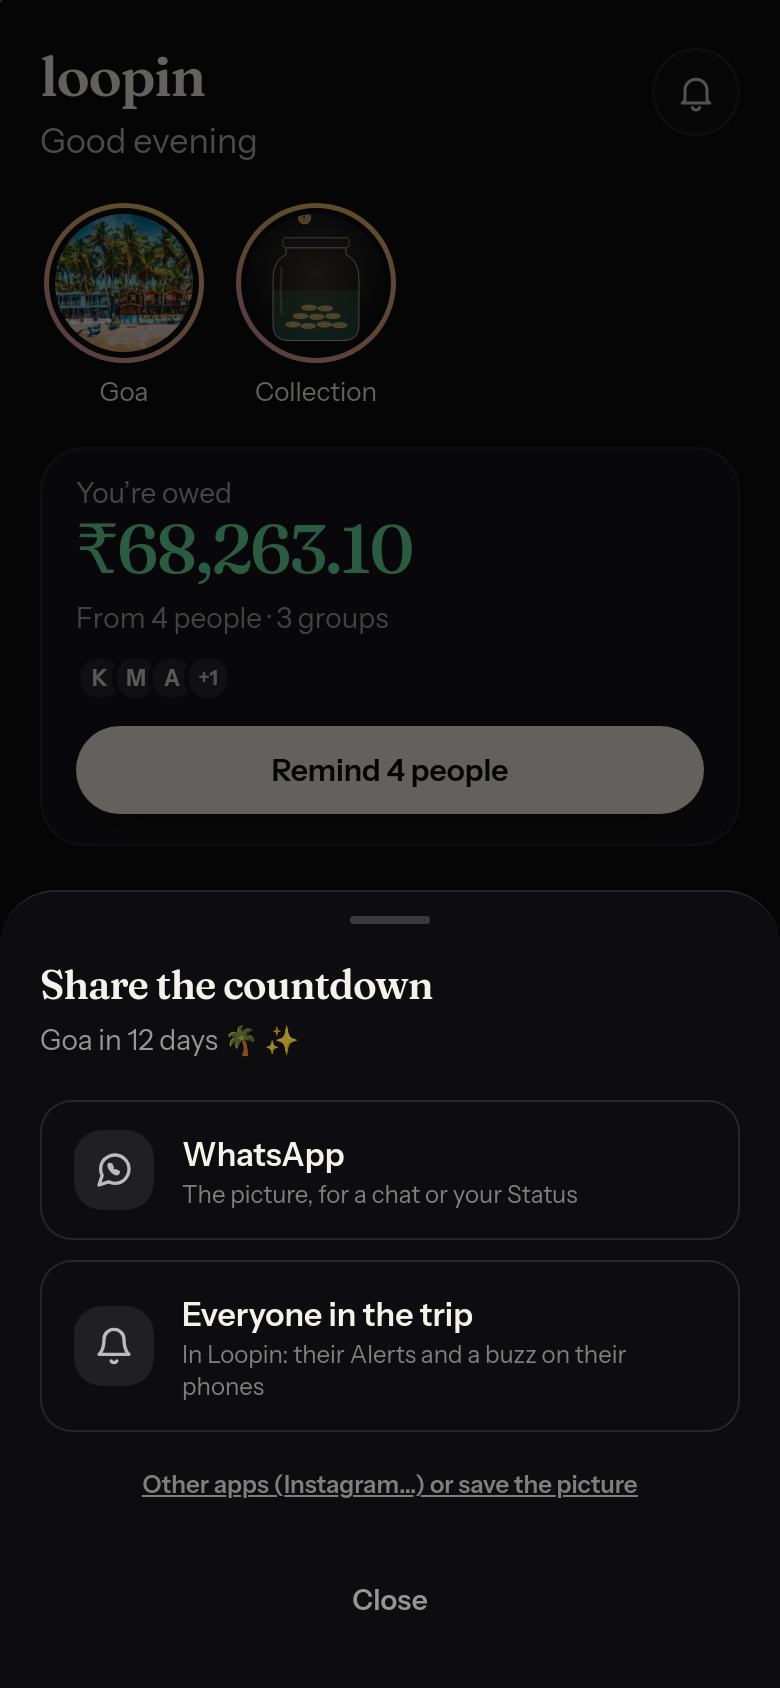 loopin
Good evening
Goa
Collection
You’re owed
₹68,263.10
From 4 people · 3 groups
K M A +1
Remind 4 people
Share the countdown
Goa in 12 days 🌴 ✨
WhatsApp
The picture, for a chat or your Status
Everyone in the trip
In Loopin: their Alerts and a buzz on their
phones
Other apps (Instagram…) or save the picture
Close